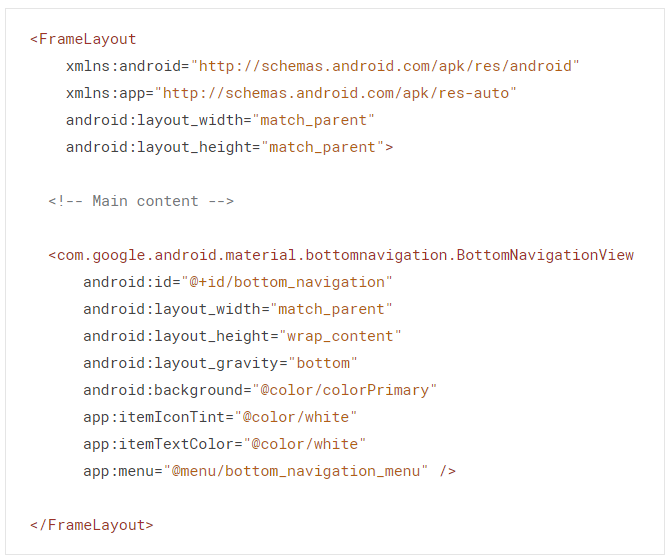 <FrameLayout
    xmlns:android="http://schemas.android.com/apk/res/android"
    xmlns:app="http://schemas.android.com/apk/res-auto"
    android:layout_width="match_parent"
    android:layout_height="match_parent">

  <!-- Main content -->

  <com.google.android.material.bottomnavigation.BottomNavigationView
      android:id="@+id/bottom_navigation"
      android:layout_width="match_parent"
      android:layout_height="wrap_content"
      android:layout_gravity="bottom"
      android:background="@color/colorPrimary"
      app:itemIconTint="@color/white"
      app:itemTextColor="@color/white"
      app:menu="@menu/bottom_navigation_menu" />

</FrameLayout>